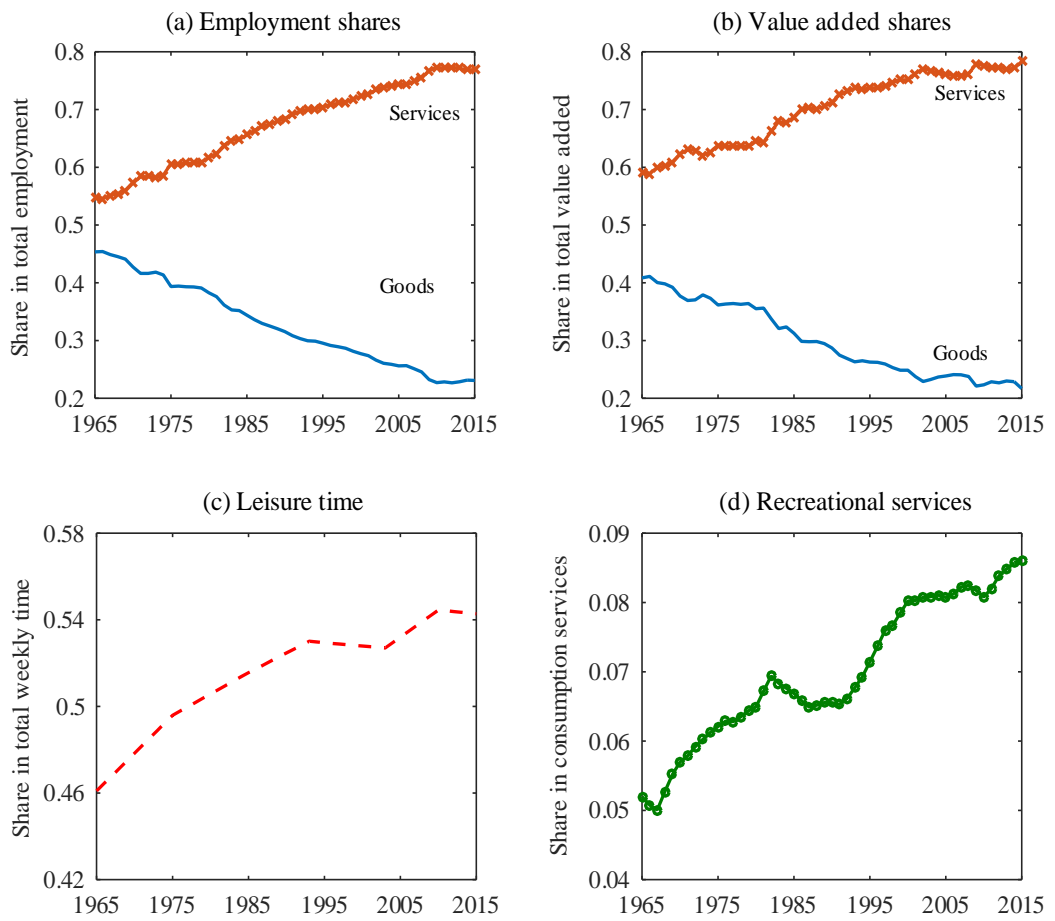 (a) Employment shares
Share in total employment
0.8
0.7
0.6
0.5
0.4
0.3
0.2
Services
Goods
1965 1975 1985 1995 2005 2015
(b) Value added shares
Share in total value added
0.8
0.7
0.6
0.5
0.4
0.3
0.2
Services
Goods
1965 1975 1985 1995 2005 2015
(c) Leisure time
Share in total weekly time
0.58
0.54
0.5
0.46
0.42
1965 1975 1985 1995 2005 2015
(d) Recreational services
Share in consumption services
0.09
0.08
0.07
0.06
0.05
0.04
1965 1975 1985 1995 2005 2015